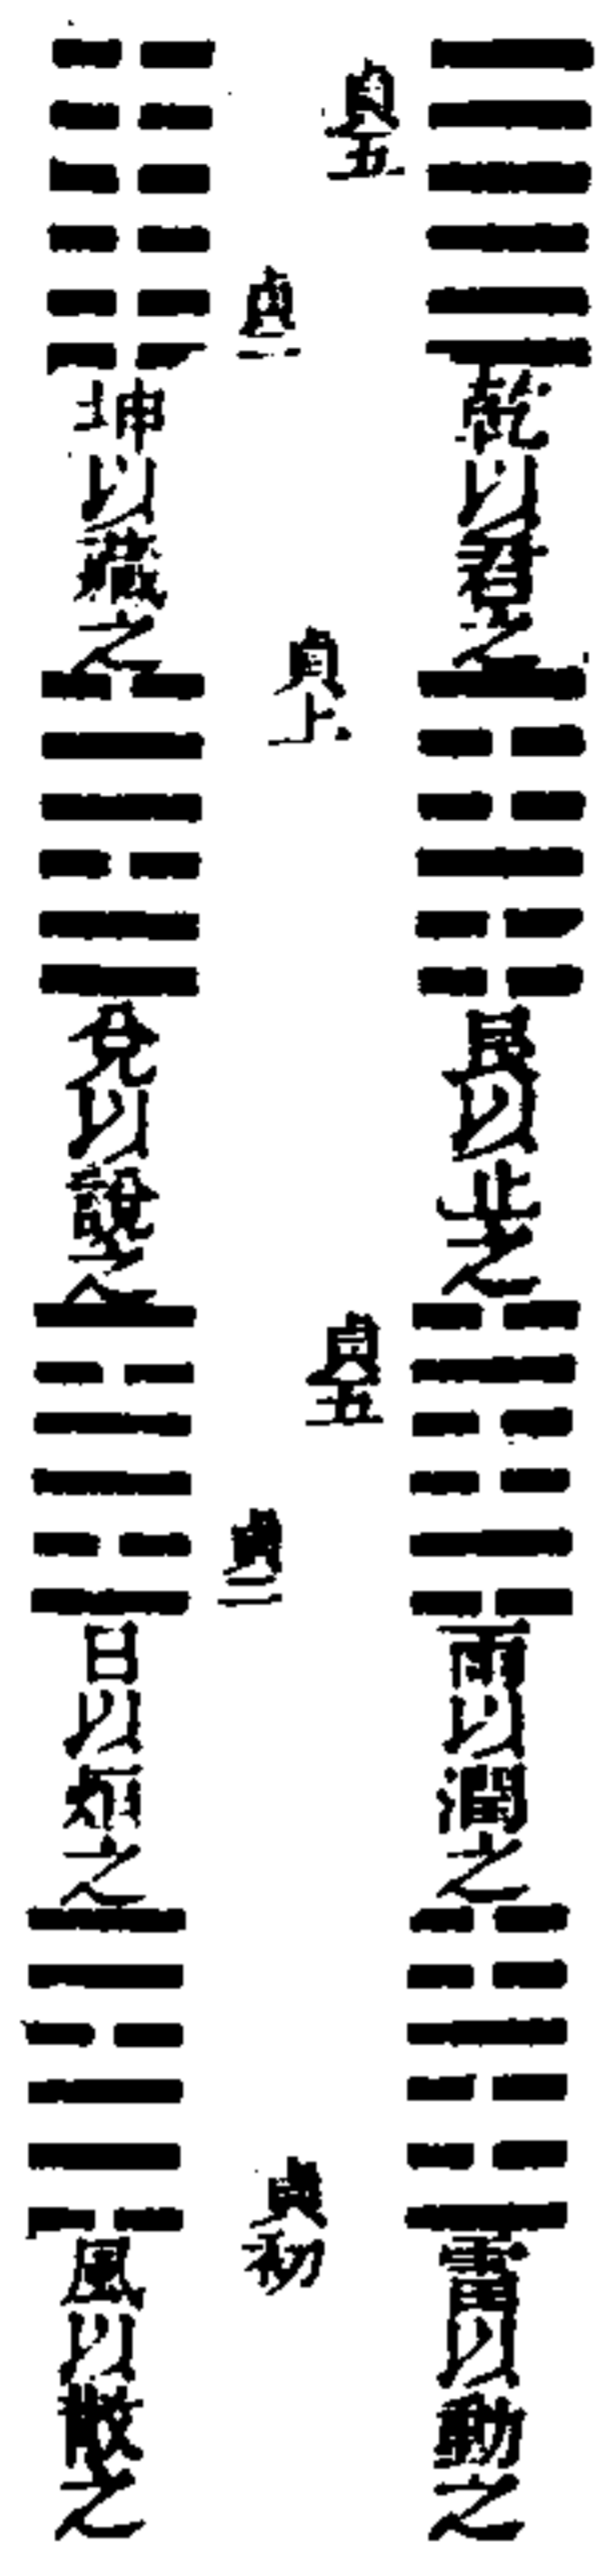 乾以君之
艮以止之
雨以潤之
雷以動之
貞五
貞二
貞上
貞五
貞二
貞初
坤以藏之
兌以說之
日以烜之
風以散之